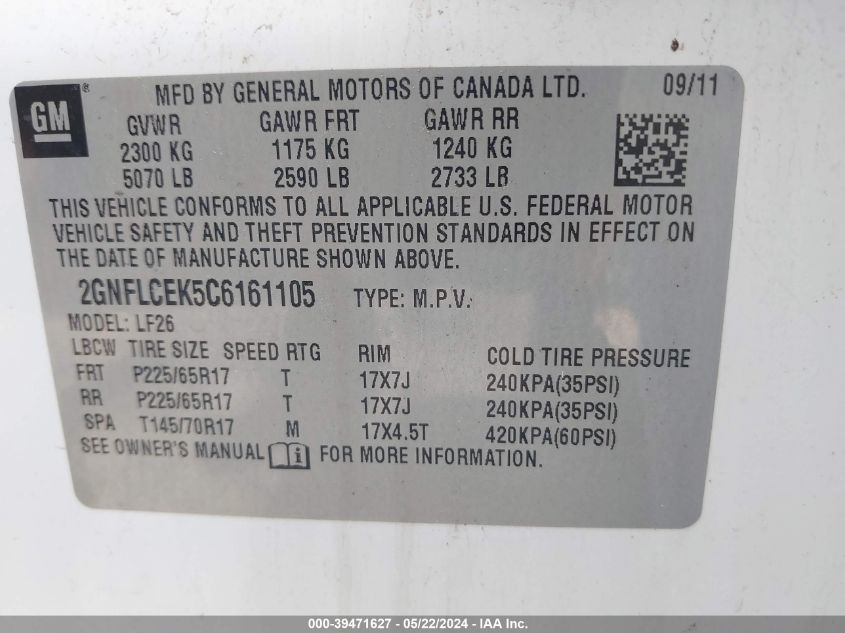 GM® MFD BY GENERAL MOTORS OF CANADA LTD. 09/11
GVWR GAWR FRT GAWR RR
2300 KG 1175 KG 1240 KG
5070 LB 2590 LB 2733 LB
THIS VEHICLE CONFORMS TO ALL APPLICABLE U.S. FEDERAL MOTOR
VEHICLE SAFETY AND THEFT PREVENTION STANDARDS IN EFFECT ON
THE DATE OF MANUFACTURE SHOWN ABOVE.
2GNFLCEK5C6161105 TYPE: M.P.V.
MODEL: LF26
LBCW TIRE SIZE SPEED RTG RIM COLD TIRE PRESSURE
FRT P225/65R17 T 17X7J 240KPA(35PSI)
RR P225/65R17 T 17X7J 240KPA(35PSI)
SPA T145/70R17 M 17X4.5T 420KPA(60PSI)
SEE OWNER'S MANUAL FOR MORE INFORMATION.
000-39471627 - 05/22/2024 - IAA Inc.